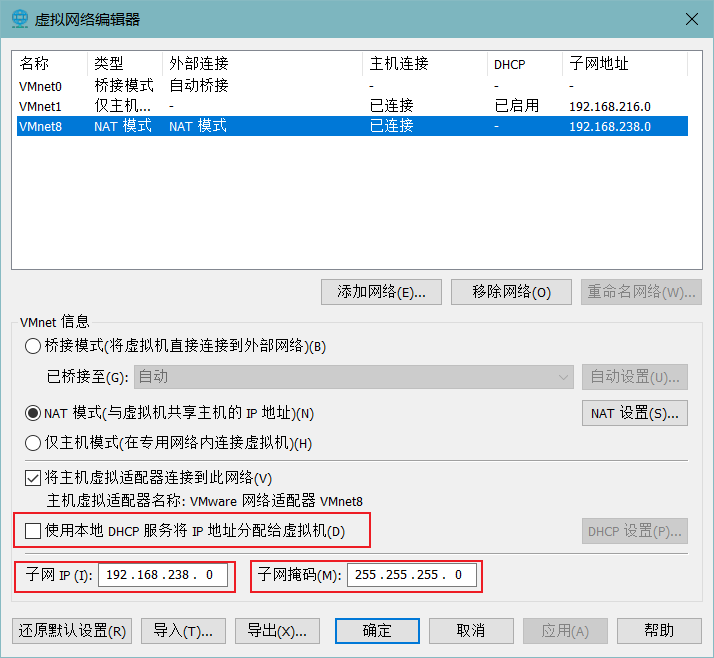 虚拟网络编辑器
名称 类型 外部连接 主机连接 DHCP 子网地址
VMnet0 桥接模式 自动桥接 - - -
VMnet1 仅主机... - 已连接 已启用 192.168.216.0
VMnet8 NAT 模式 NAT 模式 已连接 - 192.168.238.0
添加网络(E)... 移除网络(O) 重命名网络(W)...
VMnet 信息
桥接模式(将虚拟机直接连接到外部网络)(B)
已桥接至(G): 自动 自动设置(U)...
NAT 模式(与虚拟机共享主机的 IP 地址)(N) NAT 设置(S)...
仅主机模式(在专用网络内连接虚拟机)(H)
将主机虚拟适配器连接到此网络(V)
主机虚拟适配器名称: VMware 网络适配器 VMnet8
使用本地 DHCP 服务将 IP 地址分配给虚拟机(D) DHCP 设置(P)...
子网 IP (I): 192.168.238. 0 子网掩码(M): 255.255.255. 0
还原默认设置(R) 导入(T)... 导出(X)... 确定 取消 应用(A) 帮助